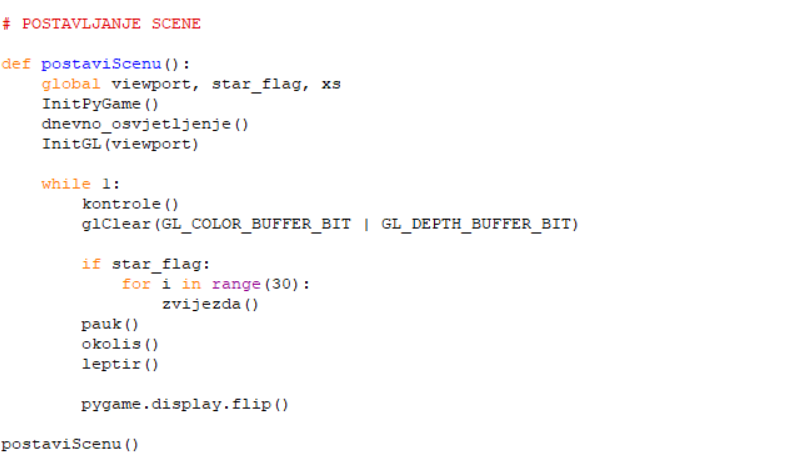 # POSTAVLJANJE SCENE
def postaviScenu():
    global viewport, star_flag, xs
    InitPyGame()
    dnevno_osvjetljenje()
    InitGL(viewport)
    while 1:
        kontrole()
        glClear(GL_COLOR_BUFFER_BIT | GL_DEPTH_BUFFER_BIT)
        if star_flag:
            for i in range(30):
                zvijezda()
        pauk()
        okolis()
        leptir()
        pygame.display.flip()
postaviScenu()